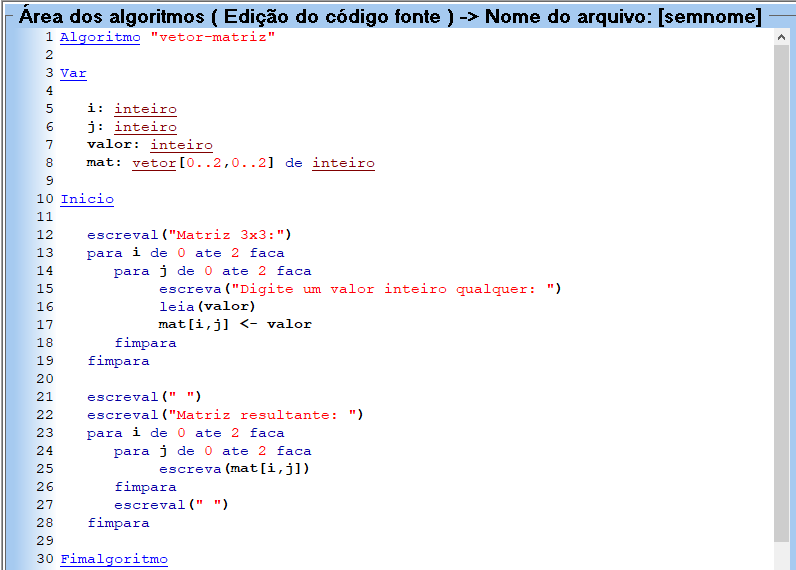 Área dos algoritmos ( Edição do código fonte ) -> Nome do arquivo: [semnome]
1 Algoritmo "vetor-matriz"
2
3 Var
4
5 i: inteiro
6 j: inteiro
7 valor: inteiro
8 mat: vetor[0..2,0..2] de inteiro
9
10 Inicio
11
12 escreval("Matriz 3x3:")
13 para i de 0 ate 2 faca
14 para j de 0 ate 2 faca
15 escreva("Digite um valor inteiro qualquer: ")
16 leia(valor)
17 mat[i,j] <- valor
18 fimpara
19 fimpara
20
21 escreval(" ")
22 escreval("Matriz resultante: ")
23 para i de 0 ate 2 faca
24 para j de 0 ate 2 faca
25 escreva(mat[i,j])
26 fimpara
27 escreval(" ")
28 fimpara
29
30 Fimalgoritmo